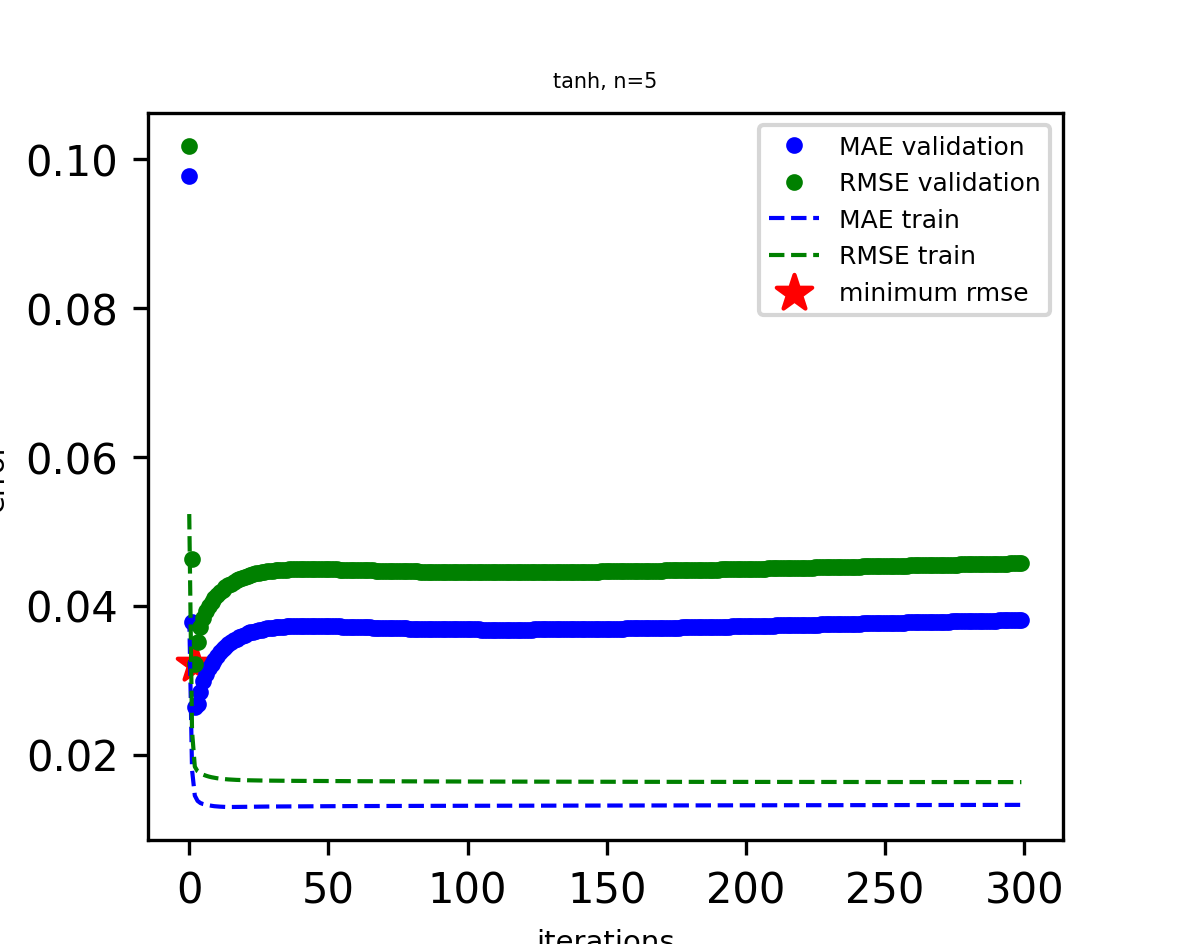 tanh, n=5
0.10
0.08
0.06
0.04
0.02
MAE validation
RMSE validation
MAE train
RMSE train
minimum rmse
0 50 100 150 200 250 300
iterations